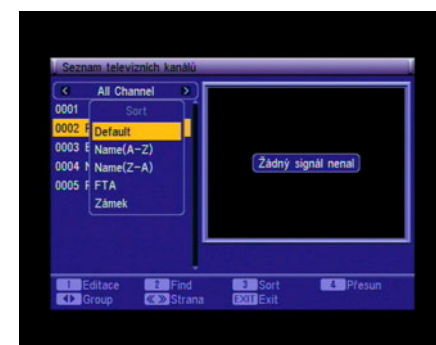 Seznam televizních kanálů
All Channel
0001 Sort
0002 Default
0003 Name(A-Z)
0004 Name(Z-A)
0005 FTA
Zámek
Žádný signál nenal
1 Editace 2 Find 3 Sort 4 Přesun
Group Strana EXIT Exit